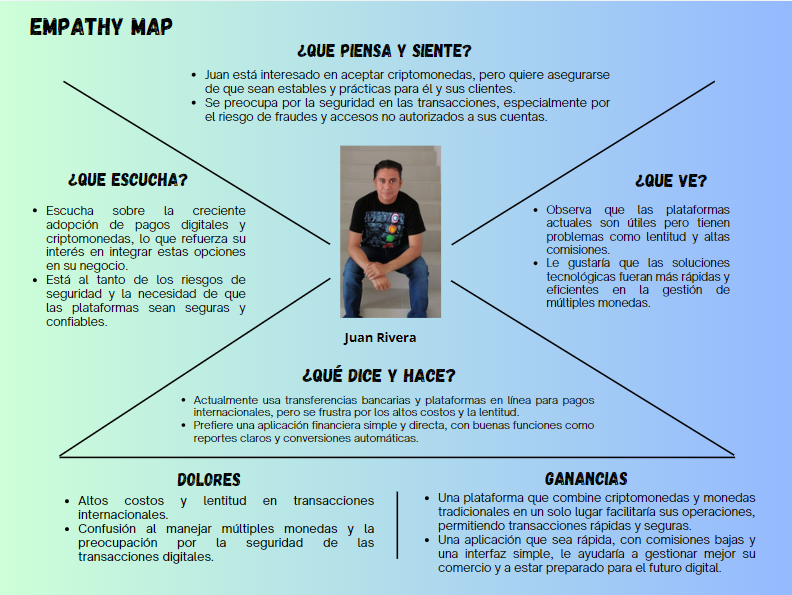 EMPATHY MAP
¿QUE PIENSA Y SIENTE?
• Juan está interesado en aceptar criptomonedas, pero quiere asegurarse
de que sean estables y prácticas para él y sus clientes.
• Se preocupa por la seguridad en las transacciones, especialmente por
el riesgo de fraudes y accesos no autorizados a sus cuentas.
¿QUE ESCUCHA?
• Escucha sobre la creciente
adopción de pagos digitales y
criptomonedas, lo que refuerza su
interés en integrar estas opciones
en su negocio.
• Está al tanto de los riesgos de
seguridad y la necesidad de que
las plataformas sean seguras y
confiables.
¿QUE VE?
• Observa que las plataformas
actuales son útiles pero tienen
problemas como lentitud y altas
comisiones.
• Le gustaría que las soluciones
tecnológicas fueran más rápidas y
eficientes en la gestión de
múltiples monedas.
Juan Rivera
¿QUÉ DICE Y HACE?
• Actualmente usa transferencias bancarias y plataformas en línea para pagos
internacionales, pero se frustra por los altos costos y la lentitud.
• Prefiere una aplicación financiera simple y directa, con buenas funciones como
reportes claros y conversiones automáticas.
DOLORES
• Altos costos y lentitud en transacciones
internacionales.
• Confusión al manejar múltiples monedas y la
preocupación por la seguridad de las
transacciones digitales.
GANANCIAS
• Una plataforma que combine criptomonedas y monedas
tradicionales en un solo lugar facilitaría sus operaciones,
permitiendo transacciones rápidas y seguras.
• Una aplicación que sea rápida, con comisiones bajas y
una interfaz simple, le ayudaría a gestionar mejor su
comercio y a estar preparado para el futuro digital.